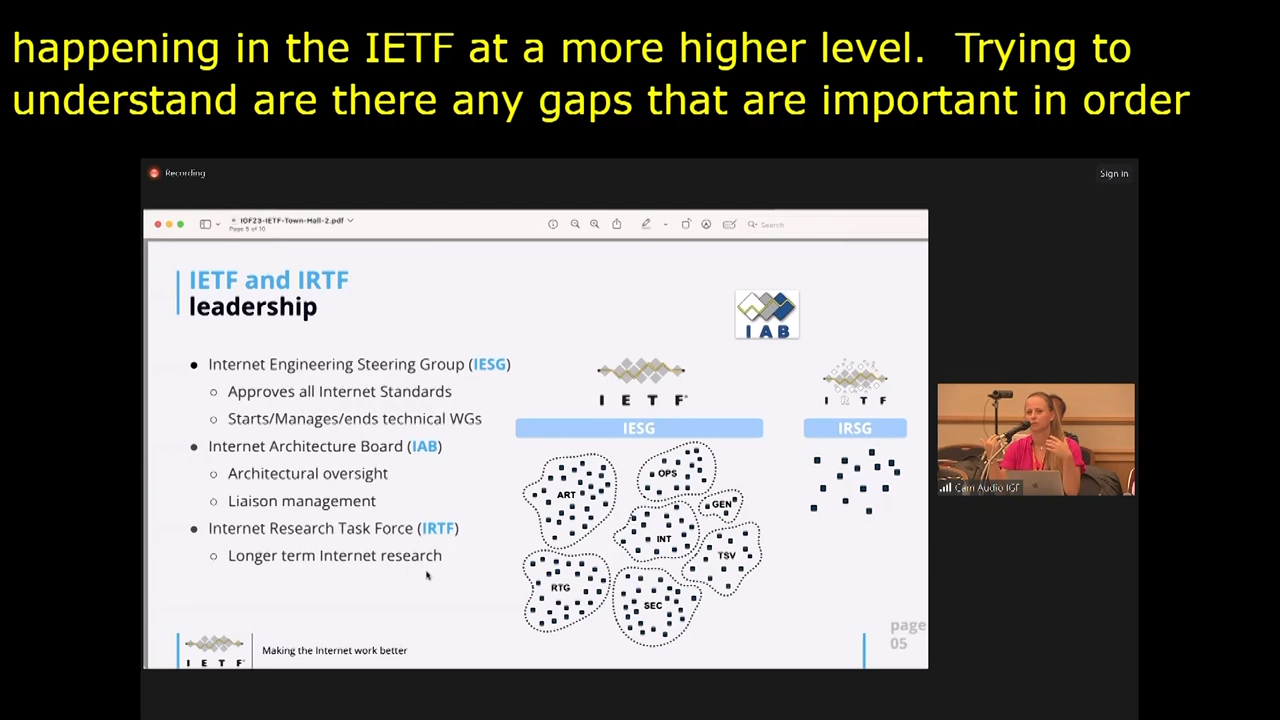 happening in the IETF at a more higher level.  Trying to
understand are there any gaps that are important in order
Recording
Sign in
IGF23-IETF-Town-Hall-2.pdf
Page 5 of 10
Search
IETF and IRTF
leadership
IAB
Internet Engineering Steering Group (IESG)
Approves all Internet Standards
Starts/Manages/ends technical WGs
Internet Architecture Board (IAB)
Architectural oversight
Liaison management
Internet Research Task Force (IRTF)
Longer term Internet research
IETF
IRTF
IESG
IRSG
OPS
ART
GEN
INT
TSV
RTG
SEC
Cam Audio IGF
page
05
IETF
Making the Internet work better